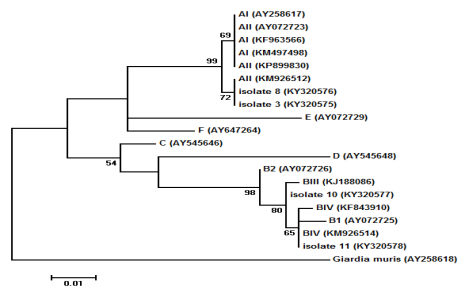 AI (AY258617)
AII (AY072723)
69
AI (KF963566)
AI (KM497498)
99
AII (KP899830)
AII (KM926512)
isolate 8 (KY320576)
72
isolate 3 (KY320575)
E (AY072729)
F (AY647264)
C (AY545646)
54
D (AY545648)
B2 (AY072726)
BIII (KJ188086)
98
isolate 10 (KY320577)
80
BIV (KF843910)
B1 (AY072725)
65
BIV (KM926514)
isolate 11 (KY320578)
Giardia muris (AY258618)
0.01